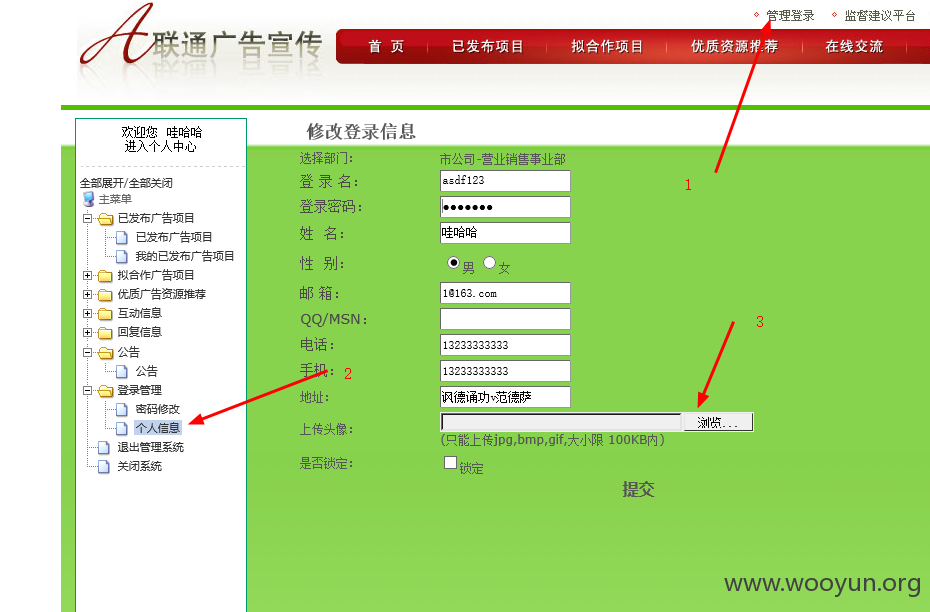 管理登录 监督建议平台
联通广告宣传
首 页 已发布项目 拟合作项目 优质资源推荐 在线交流
1
欢迎您 哇哈哈
进入个人中心
全部展开/全部关闭
主菜单
已发布广告项目
已发布广告项目
我的已发布广告项目
拟合作广告项目
优质广告资源推荐
互动信息
回复信息
公告
公告
登录管理
密码修改
个人信息
退出管理系统
关闭系统
修改登录信息
选择部门: 市公司-营业销售事业部
登 录 名: asdf123
登录密码: ●●●●●●●
姓 名: 哇哈哈
性 别: 男 女
邮 箱: 1@163.com
QQ/MSN:
电话: 13233333333
手机: 13233333333
2
地址: 讽德诵功v范德萨
3
上传头像: 浏览...
(只能上传jpg,bmp,gif,大小限 100KB内)
是否锁定: 锁定
提交
www.wooyun.org